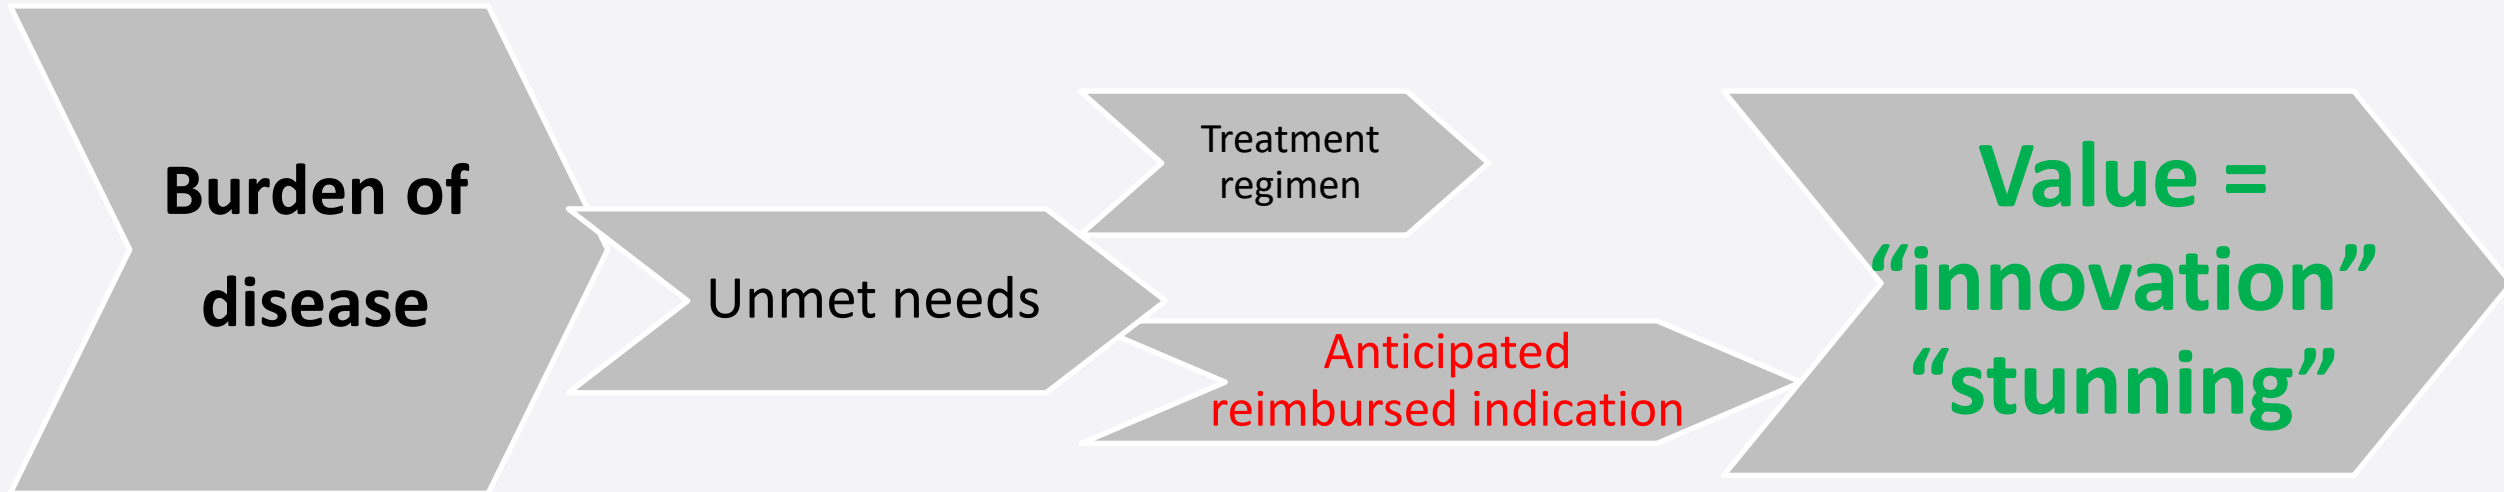 Burden of
disease
Unmet needs
Treatment
regimen
Anticipated
reimbursed indication
Value =
“innovation”
“stunning”